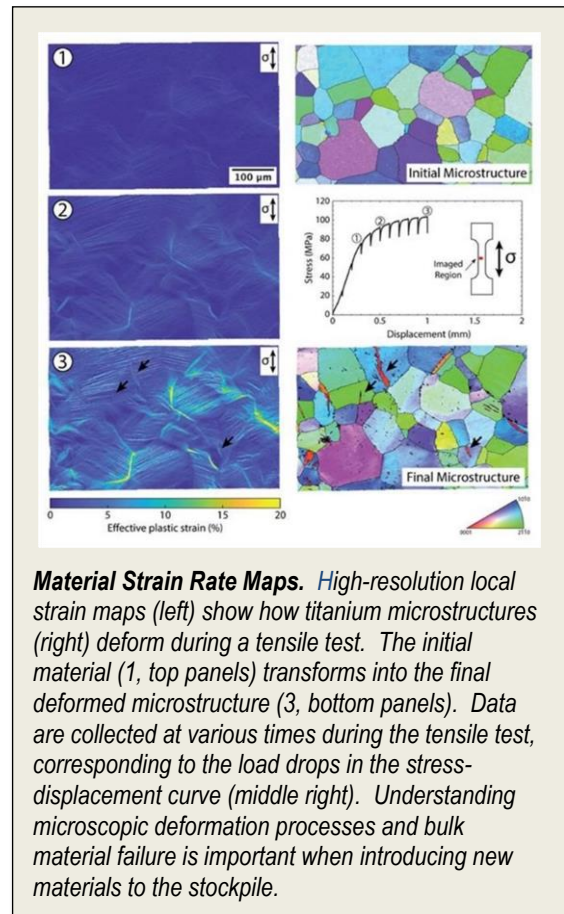 ① σ
100 μm
Initial Microstructure
② σ
120
100
80
60
40
20
0
Stress (MPa)
① ② ③
Imaged
Region
σ
0 0.5 1 1.5 2
Displacement (mm)
③ σ
Final Microstructure
0 5 10 15 20
Effective plastic strain (%)
0001
Material Strain Rate Maps. High-resolution local
strain maps (left) show how titanium microstructures
(right) deform during a tensile test. The initial
material (1, top panels) transforms into the final
deformed microstructure (3, bottom panels). Data
are collected at various times during the tensile test,
corresponding to the load drops in the stress-
displacement curve (middle right). Understanding
microscopic deformation processes and bulk
material failure is important when introducing new
materials to the stockpile.